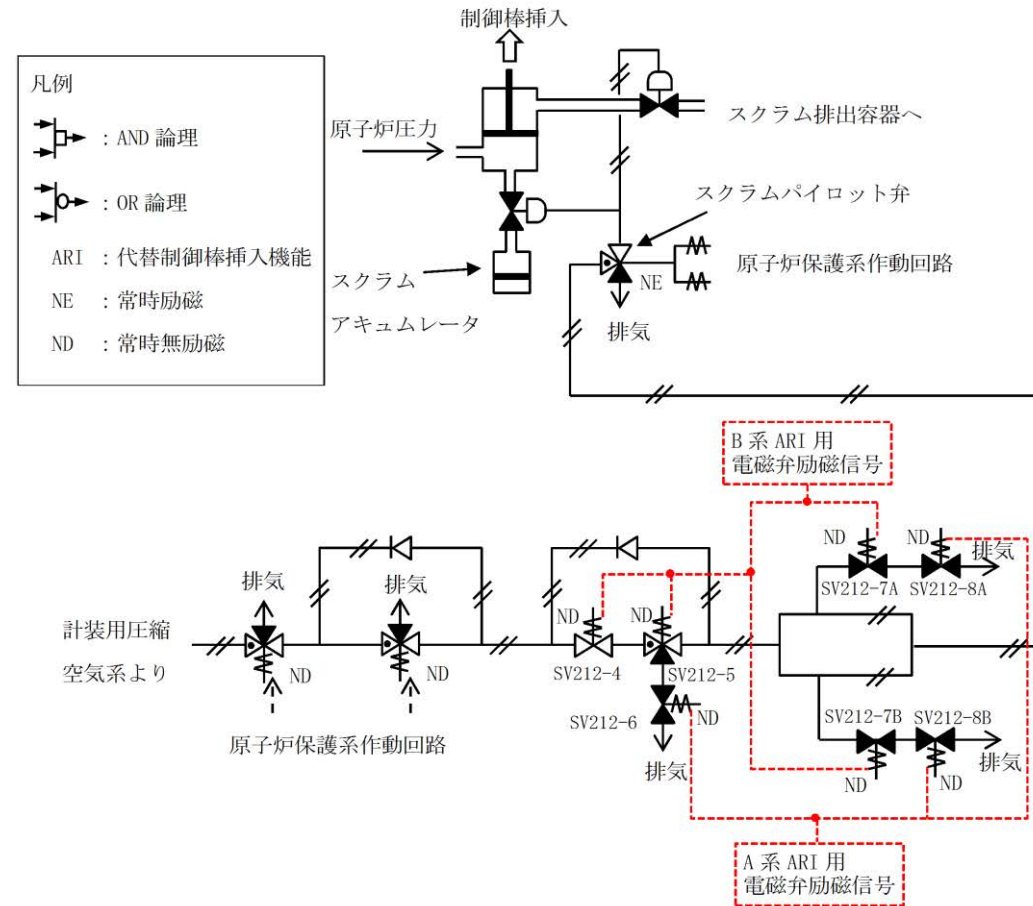 制御棒挿入
凡例
: AND 論理
: OR 論理
ARI : 代替制御棒挿入機能
NE : 常時励磁
ND : 常時無励磁
原子炉圧力
スクラム排出容器へ
スクラムパイロット弁
原子炉保護系作動回路
NE
スクラム
アキュムレータ
排気
B 系 ARI 用
電磁弁励磁信号
ND
ND
排気
SV212-7A
SV212-8A
排気
排気
計装用圧縮
空気系より
ND
ND
原子炉保護系作動回路
ND
ND
SV212-4
SV212-5
SV212-6
ND
排気
SV212-7B
SV212-8B
ND
ND
排気
A 系 ARI 用
電磁弁励磁信号